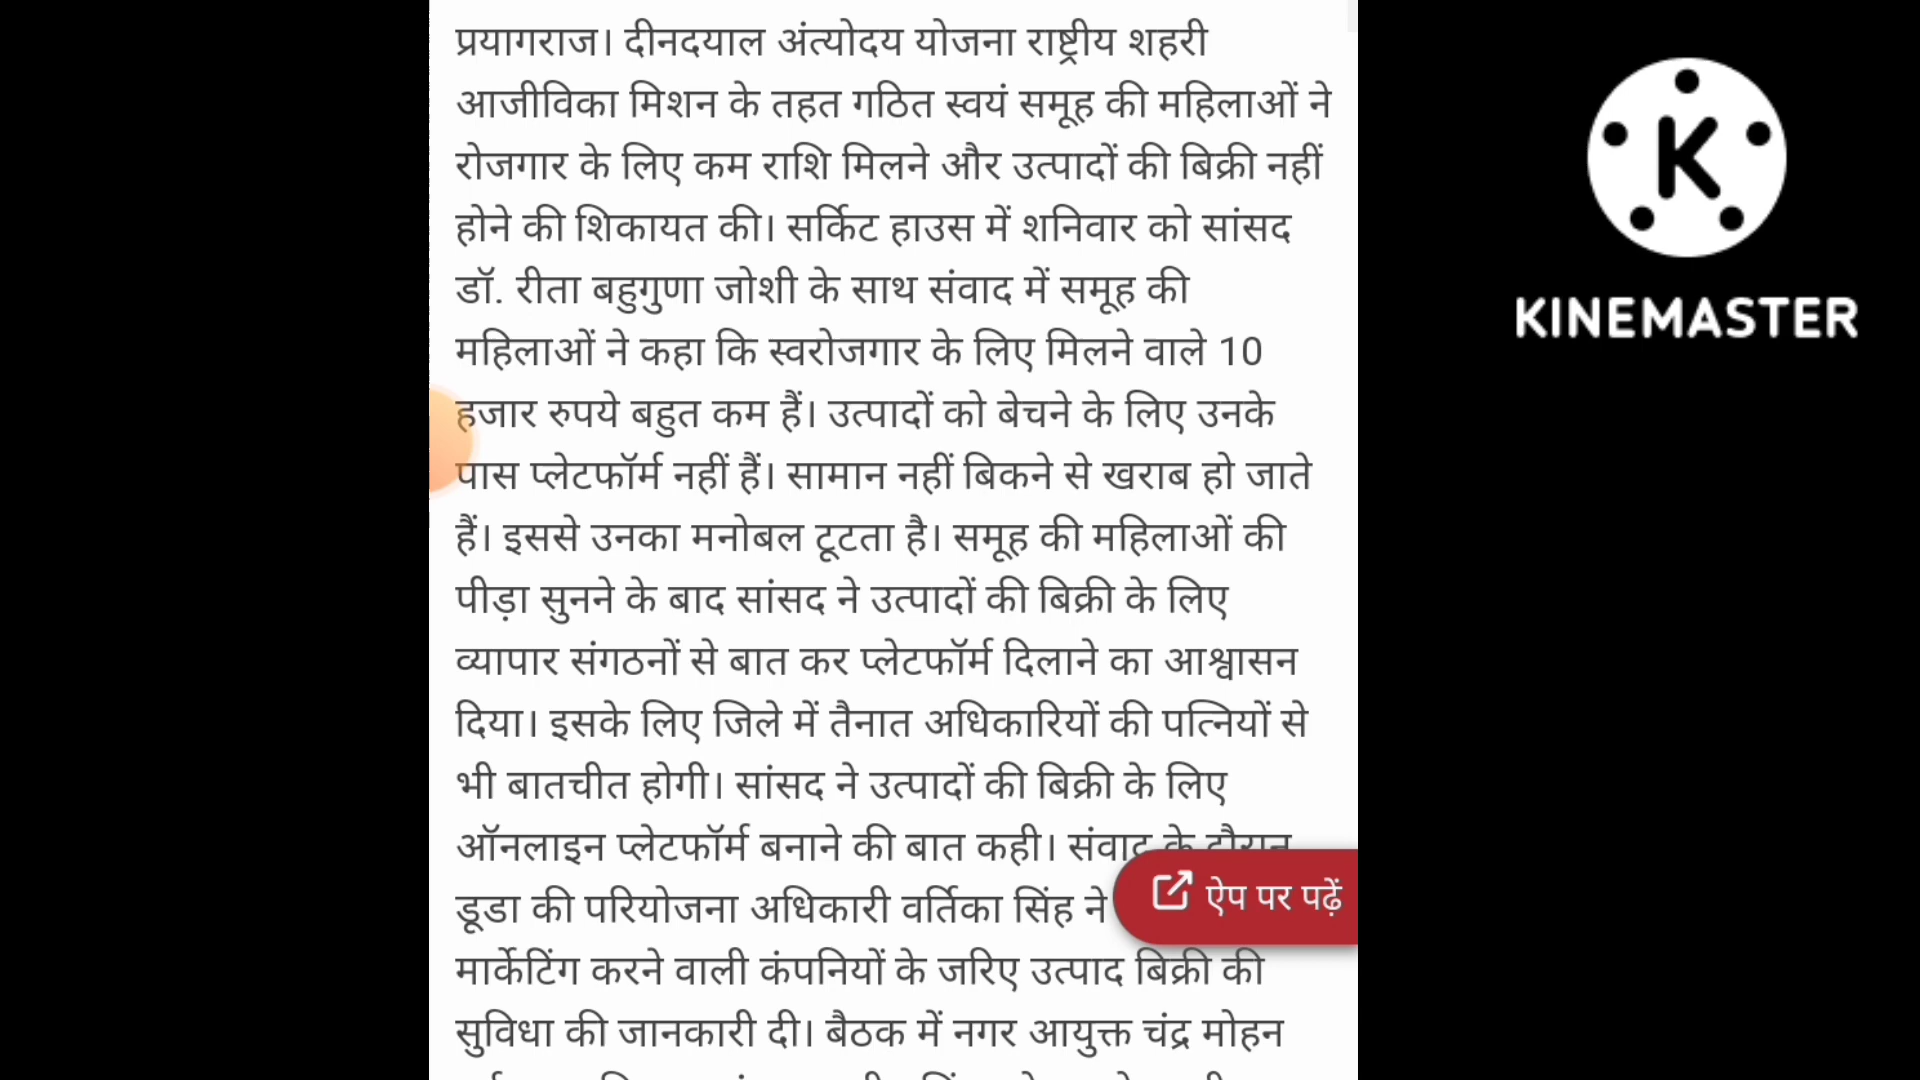 प्रयागराज। दीनदयाल अंत्योदय योजना राष्ट्रीय शहरी
आजीविका मिशन के तहत गठित स्वयं समूह की महिलाओं ने
रोजगार के लिए कम राशि मिलने और उत्पादों की बिक्री नहीं
होने की शिकायत की। सर्किट हाउस में शनिवार को सांसद
डॉ. रीता बहुगुणा जोशी के साथ संवाद में समूह की
महिलाओं ने कहा कि स्वरोजगार के लिए मिलने वाले 10
हजार रुपये बहुत कम हैं। उत्पादों को बेचने के लिए उनके
पास प्लेटफॉर्म नहीं हैं। सामान नहीं बिकने से खराब हो जाते
हैं। इससे उनका मनोबल टूटता है। समूह की महिलाओं की
पीड़ा सुनने के बाद सांसद ने उत्पादों की बिक्री के लिए
व्यापार संगठनों से बात कर प्लेटफॉर्म दिलाने का आश्वासन
दिया। इसके लिए जिले में तैनात अधिकारियों की पत्नियों से
भी बातचीत होगी। सांसद ने उत्पादों की बिक्री के लिए
ऑनलाइन प्लेटफॉर्म बनाने की बात कही। संवाद के दौरान
डूडा की परियोजना अधिकारी वर्तिका सिंह ने
ऐप पर पढ़ें
मार्केटिंग करने वाली कंपनियों के जरिए उत्पाद बिक्री की
सुविधा की जानकारी दी। बैठक में नगर आयुक्त चंद्र मोहन
KINEMASTER